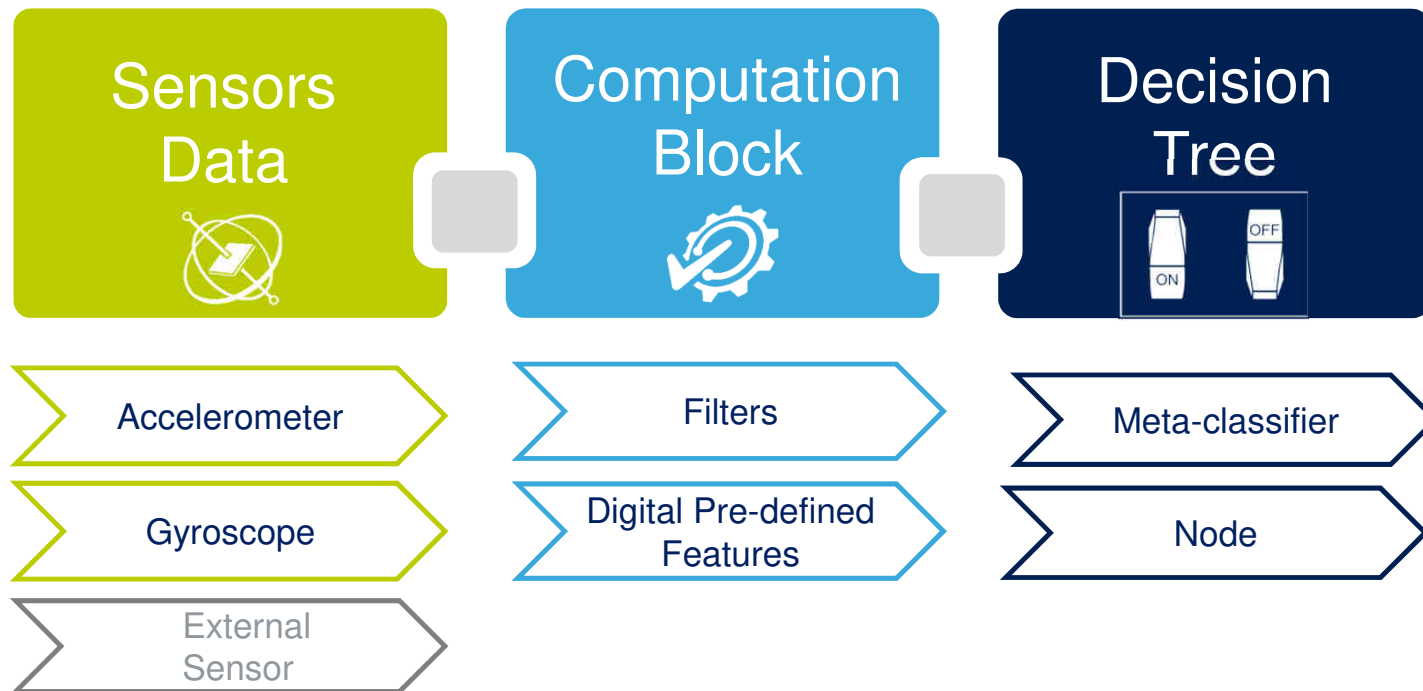 Sensors
Data
Computation
Block
Decision
Tree
ON
OFF
Accelerometer
Gyroscope
External
Sensor
Filters
Digital Pre-defined
Features
Meta-classifier
Node